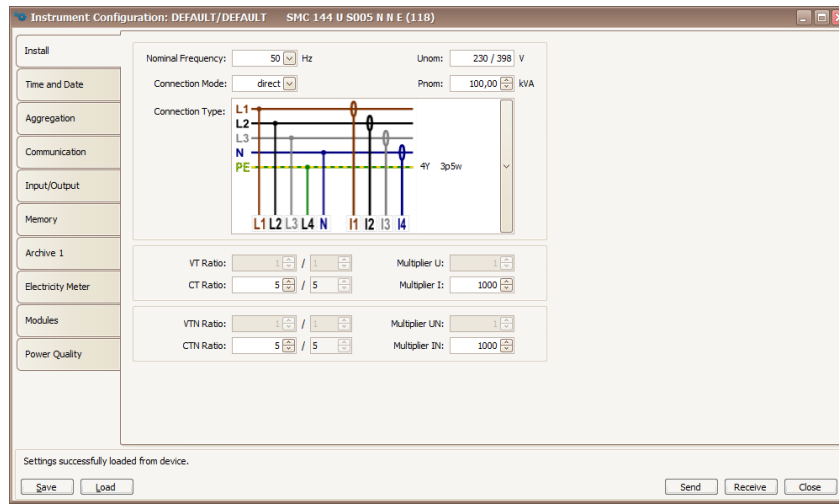 Instrument Configuration: DEFAULT/DEFAULT SMC 144 U S005 N N E (118)
Install
Time and Date
Aggregation
Communication
Input/Output
Memory
Archive 1
Electricity Meter
Modules
Power Quality
Nominal Frequency: 50 Hz Unom: 230 / 398 V
Connection Mode: direct Pnom: 100,00 kVA
Connection Type:
L1
L2
L3
N
PE 4Y 3p5w
L1 L2 L3 L4 N I1 I2 I3 I4
VT Ratio: 1 / 1 Multiplier U: 1
CT Ratio: 5 / 5 Multiplier I: 1000
VTN Ratio: 1 / 1 Multiplier UN: 1
CTN Ratio: 5 / 5 Multiplier IN: 1000
Settings successfully loaded from device.
Save Load Send Receive Close